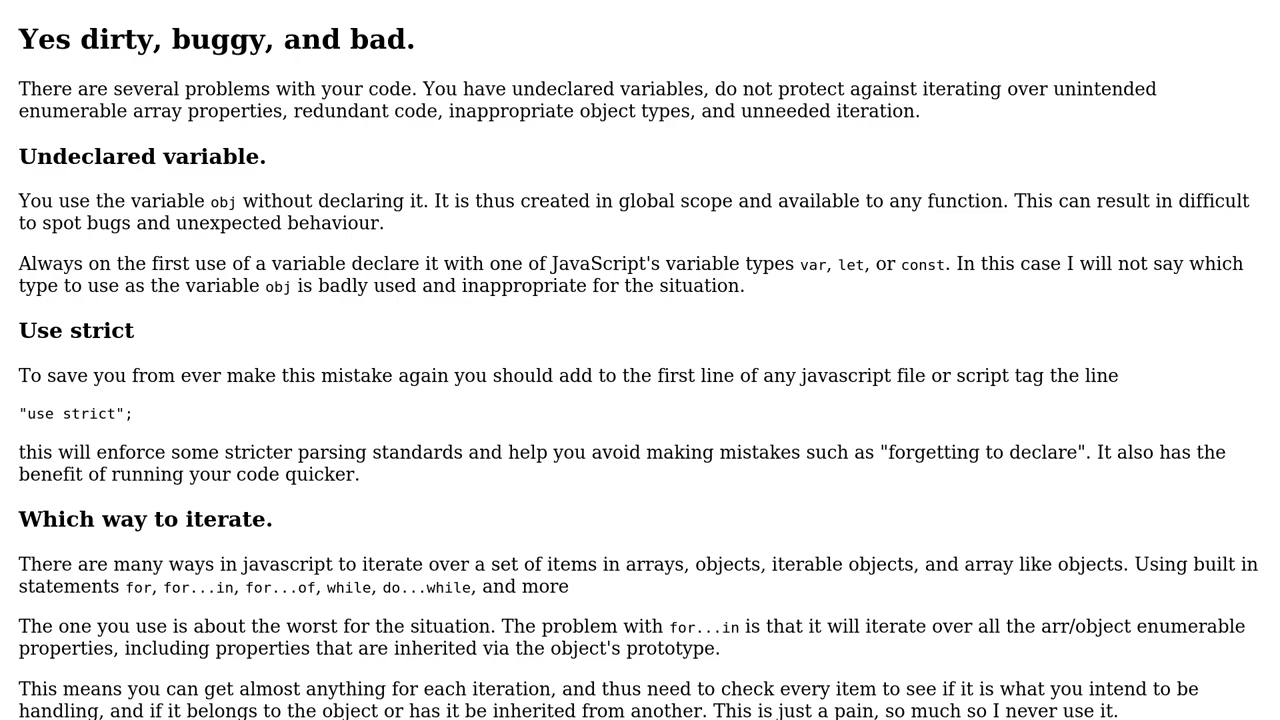 Yes dirty, buggy, and bad.
There are several problems with your code. You have undeclared variables, do not protect against iterating over unintended
enumerable array properties, redundant code, inappropriate object types, and unneeded iteration.
Undeclared variable.
You use the variable obj without declaring it. It is thus created in global scope and available to any function. This can result in difficult
to spot bugs and unexpected behaviour.
Always on the first use of a variable declare it with one of JavaScript's variable types var, let, or const. In this case I will not say which
type to use as the variable obj is badly used and inappropriate for the situation.
Use strict
To save you from ever make this mistake again you should add to the first line of any javascript file or script tag the line
"use strict";
this will enforce some stricter parsing standards and help you avoid making mistakes such as "forgetting to declare". It also has the
benefit of running your code quicker.
Which way to iterate.
There are many ways in javascript to iterate over a set of items in arrays, objects, iterable objects, and array like objects. Using built in
statements for, for...in, for...of, while, do...while, and more
The one you use is about the worst for the situation. The problem with for...in is that it will iterate over all the arr/object enumerable
properties, including properties that are inherited via the object's prototype.
This means you can get almost anything for each iteration, and thus need to check every item to see if it is what you intend to be
handling, and if it belongs to the object or has it be inherited from another. This is just a pain, so much so I never use it.